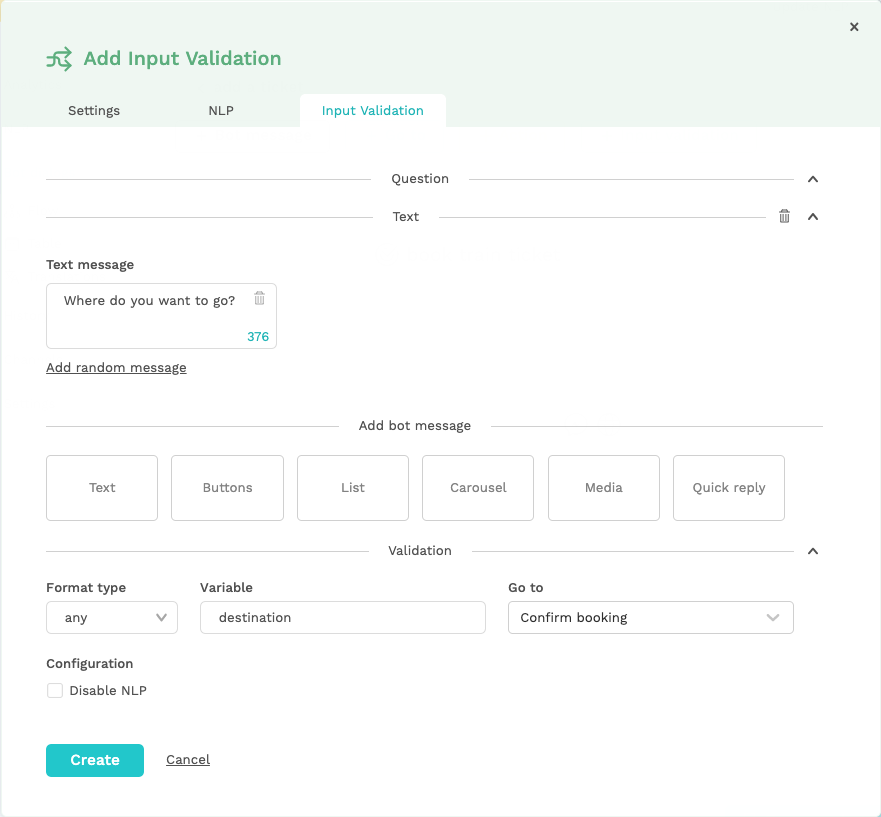 Add Input Validation
Settings NLP Input Validation
Question
Text
Text message
Where do you want to go?
376
Add random message
Add bot message
Text Buttons List Carousel Media Quick reply
Validation
Format type Variable Go to
any destination Confirm booking
Configuration
Disable NLP
Create Cancel